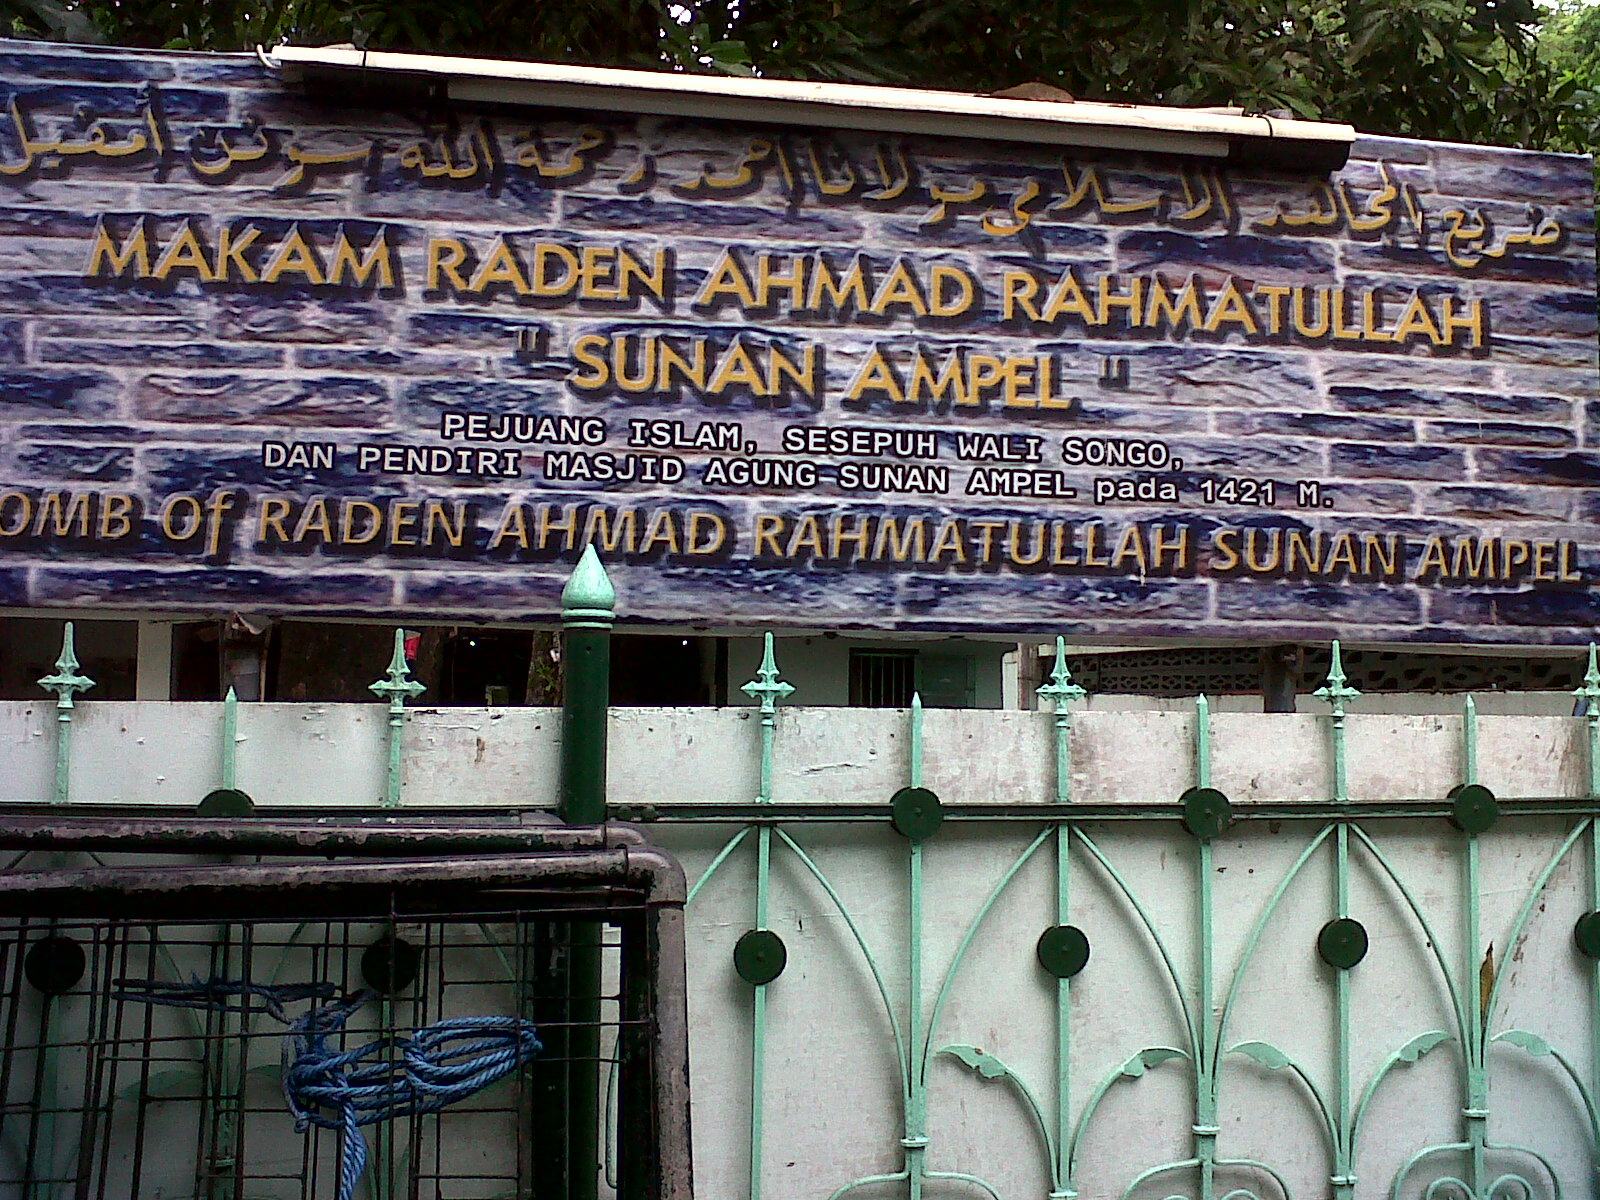 ضريح المجالفد الاسلامي مولانا احمد رحمة الله سونن امفيل
MAKAM RADEN AHMAD RAHMATULLAH
" SUNAN AMPEL "
PEJUANG ISLAM, SESEPUH WALI SONGO,
DAN PENDIRI MASJID AGUNG SUNAN AMPEL pada 1421 M.
OMB Of RADEN AHMAD RAHMATULLAH SUNAN AMPEL